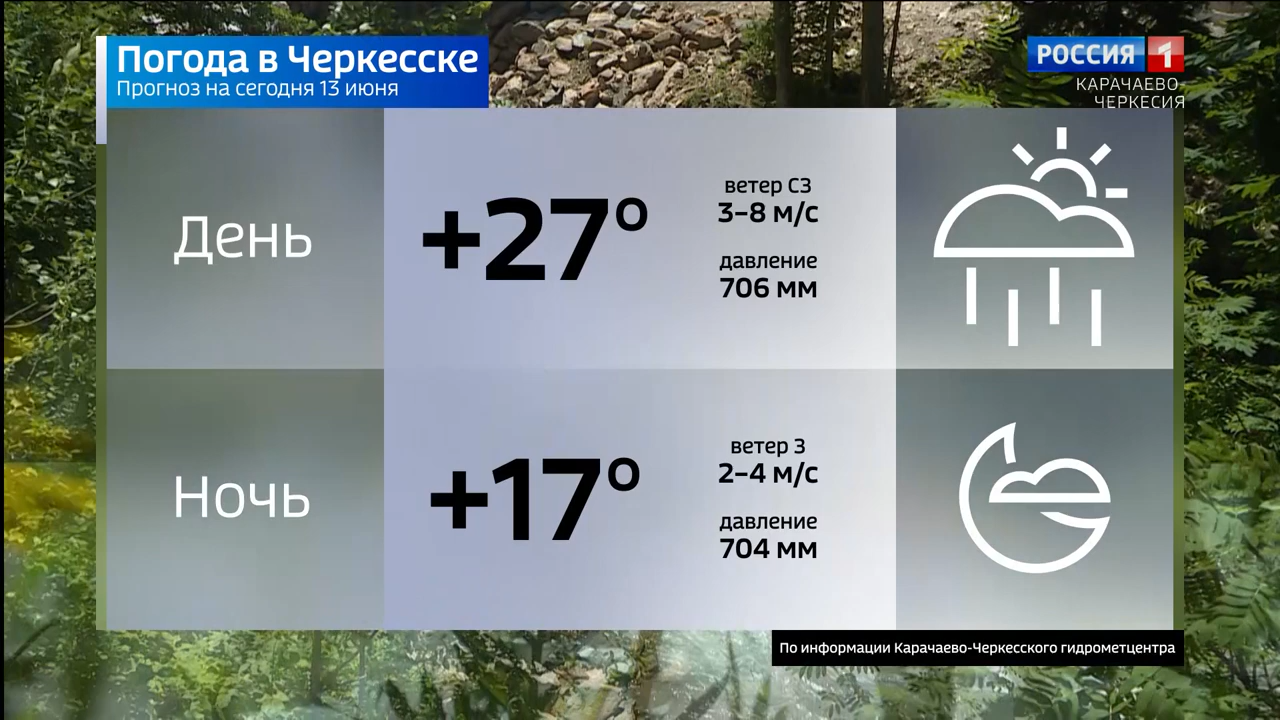 Погода в Черкесске
Прогноз на сегодня 13 июня
РОССИЯ 1
КАРАЧАЕВО-
ЧЕРКЕСИЯ
День
+27°
ветер СЗ
3-8 м/с
давление
706 мм
Ночь
+17°
ветер З
2-4 м/с
давление
704 мм
По информации Карачаево-Черкесского гидрометцентра